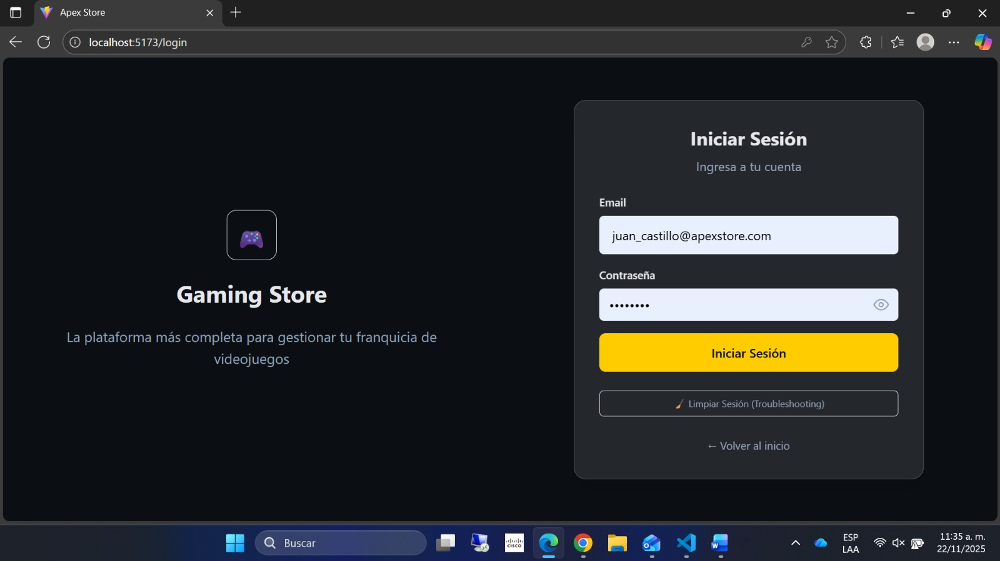 Apex Store
localhost:5173/login
Iniciar Sesión
Ingresa a tu cuenta
Email
juan_castillo@apexstore.com
Contraseña
••••••••
Iniciar Sesión
Limpiar Sesión (Troubleshooting)
← Volver al inicio
Gaming Store
La plataforma más completa para gestionar tu franquicia de
videojuegos
Buscar
CISCO
ESP
LAA
11:35 a. m.
22/11/2025